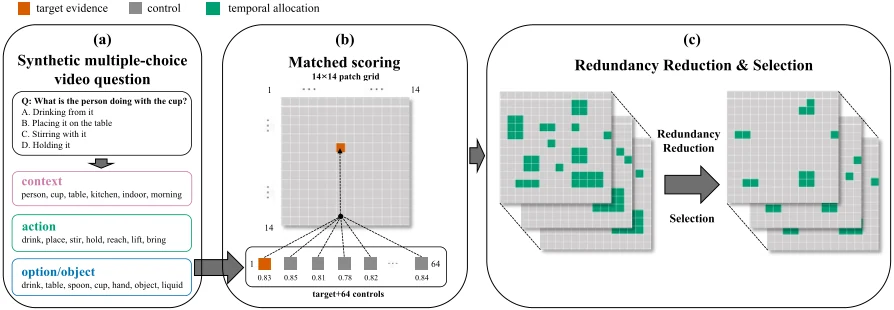 target evidence
control
temporal allocation
(a)
Synthetic multiple-choice
video question
Q: What is the person doing with the cup?
A. Drinking from it
B. Placing it on the table
C. Stirring with it
D. Holding it
context
person, cup, table, kitchen, indoor, morning
action
drink, place, stir, hold, reach, lift, bring
option/object
drink, table, spoon, cup, hand, object, liquid
(b)
Matched scoring
14×14 patch grid
1 ··· ··· 14
14
1 ··· 64
0.83 0.85 0.81 0.78 0.82 0.84
target+64 controls
(c)
Redundancy Reduction & Selection
Redundancy
Reduction
Selection